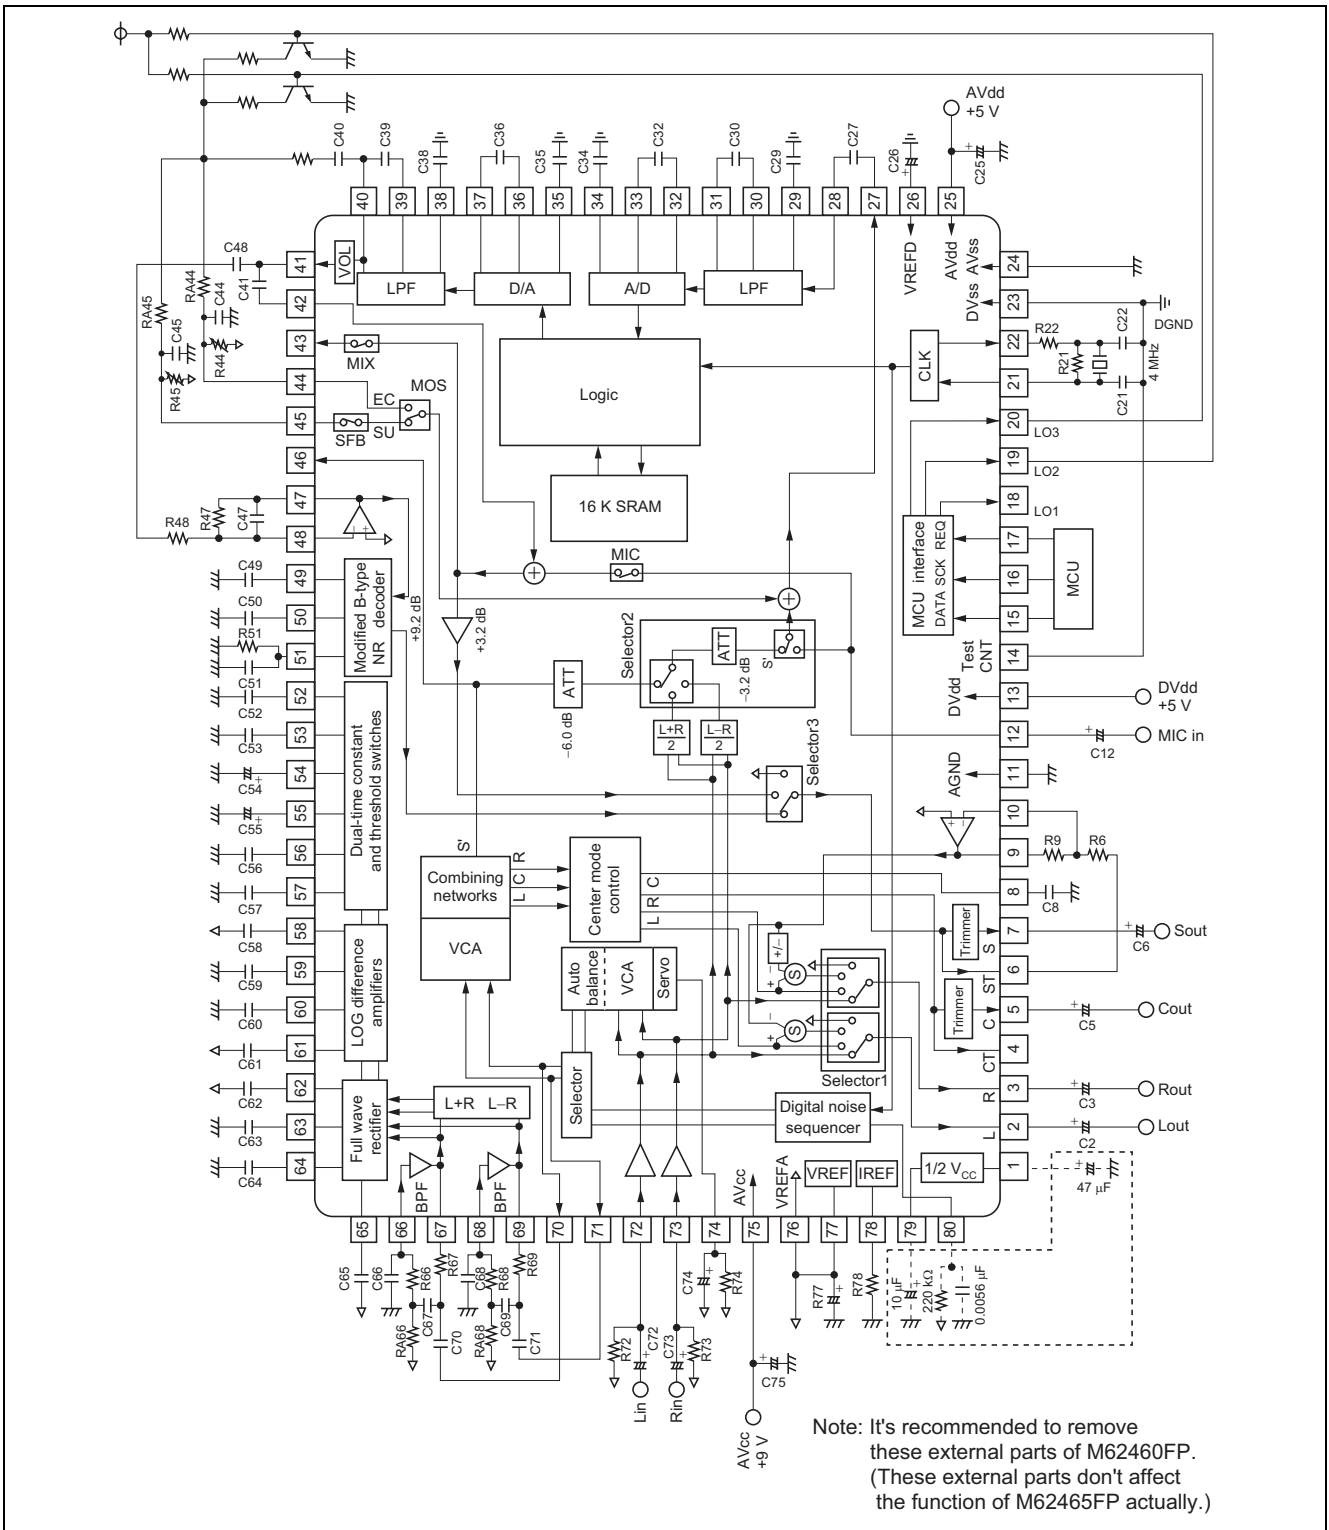 AVdd
+5 V
C40
C39
C38
C36
C35
C34
C32
C30
C29
C27
C26
+
C25
+
40
39
38
37
36
35
34
33
32
31
30
29
28
27
26
25
C48
C41
RA44
C44
R44
RA45
C45
R45
41
42
43
44
45
46
47
48
49
50
51
52
53
54
55
56
57
58
59
60
61
62
63
64
VOL
LPF
D/A
A/D
LPF
VREFD
AVdd
AVss
DVss
24
23
22
21
20
19
18
17
16
15
14
13
12
11
10
9
8
7
6
5
4
3
2
1
DGND
R22
C22
R21
C21
4 MHz
MIX
MOS
EC
SU
SFB
Logic
CLK
16 K SRAM
LO3
LO2
LO1
MCU interface
DATA SCK REQ
MCU
Test
CNT
R47
C47
R48
– +
MIC
+
+
C49
C50
R51
C51
C52
C53
C54
+
C55
+
C56
C57
C58
C59
C60
C61
C62
C63
C64
Modified B-type
NR decoder
+9.2 dB
+3.2 dB
Selector2
ATT
–3.2 dB
S'
ATT
–6.0 dB
L+R
2
L–R
2
Selector3
DVdd
DVdd
+5 V
MIC in
+
C12
AGND
+ –
R9
R6
C8
Dual-time constant
and threshold switches
S'
Combining
networks
VCA
L C R
Center mode
control
L R C
LOG difference
amplifiers
Auto
balance
VCA
Servo
+/–
–
S
+
–
S
+
Trimmer
S
ST
Trimmer
C
CT
R
L
+
C6
Sout
+
C5
Cout
+
C3
Rout
+
C2
Lout
Selector1
Selector
Digital noise
sequencer
Full wave
rectifier
L+R L–R
BPF
BPF
AVcc
VREFA
VREF
IREF
1/2 VCC
+
47 μF
65
66
67
68
69
70
71
72
73
74
75
76
77
78
79
80
C65
C66
R66
RA66
C67
R67
C70
C68
R68
RA68
C69
R69
C71
R72
C72
+
C73
+
R73
C74
+
R74
R77
+
R78
10 μF
+
220 kΩ
0.0056 μF
+
C75
Lin
Rin
AVcc
+9 V
Note: It's recommended to remove
these external parts of M62460FP.
(These external parts don't affect
the function of M62465FP actually.)